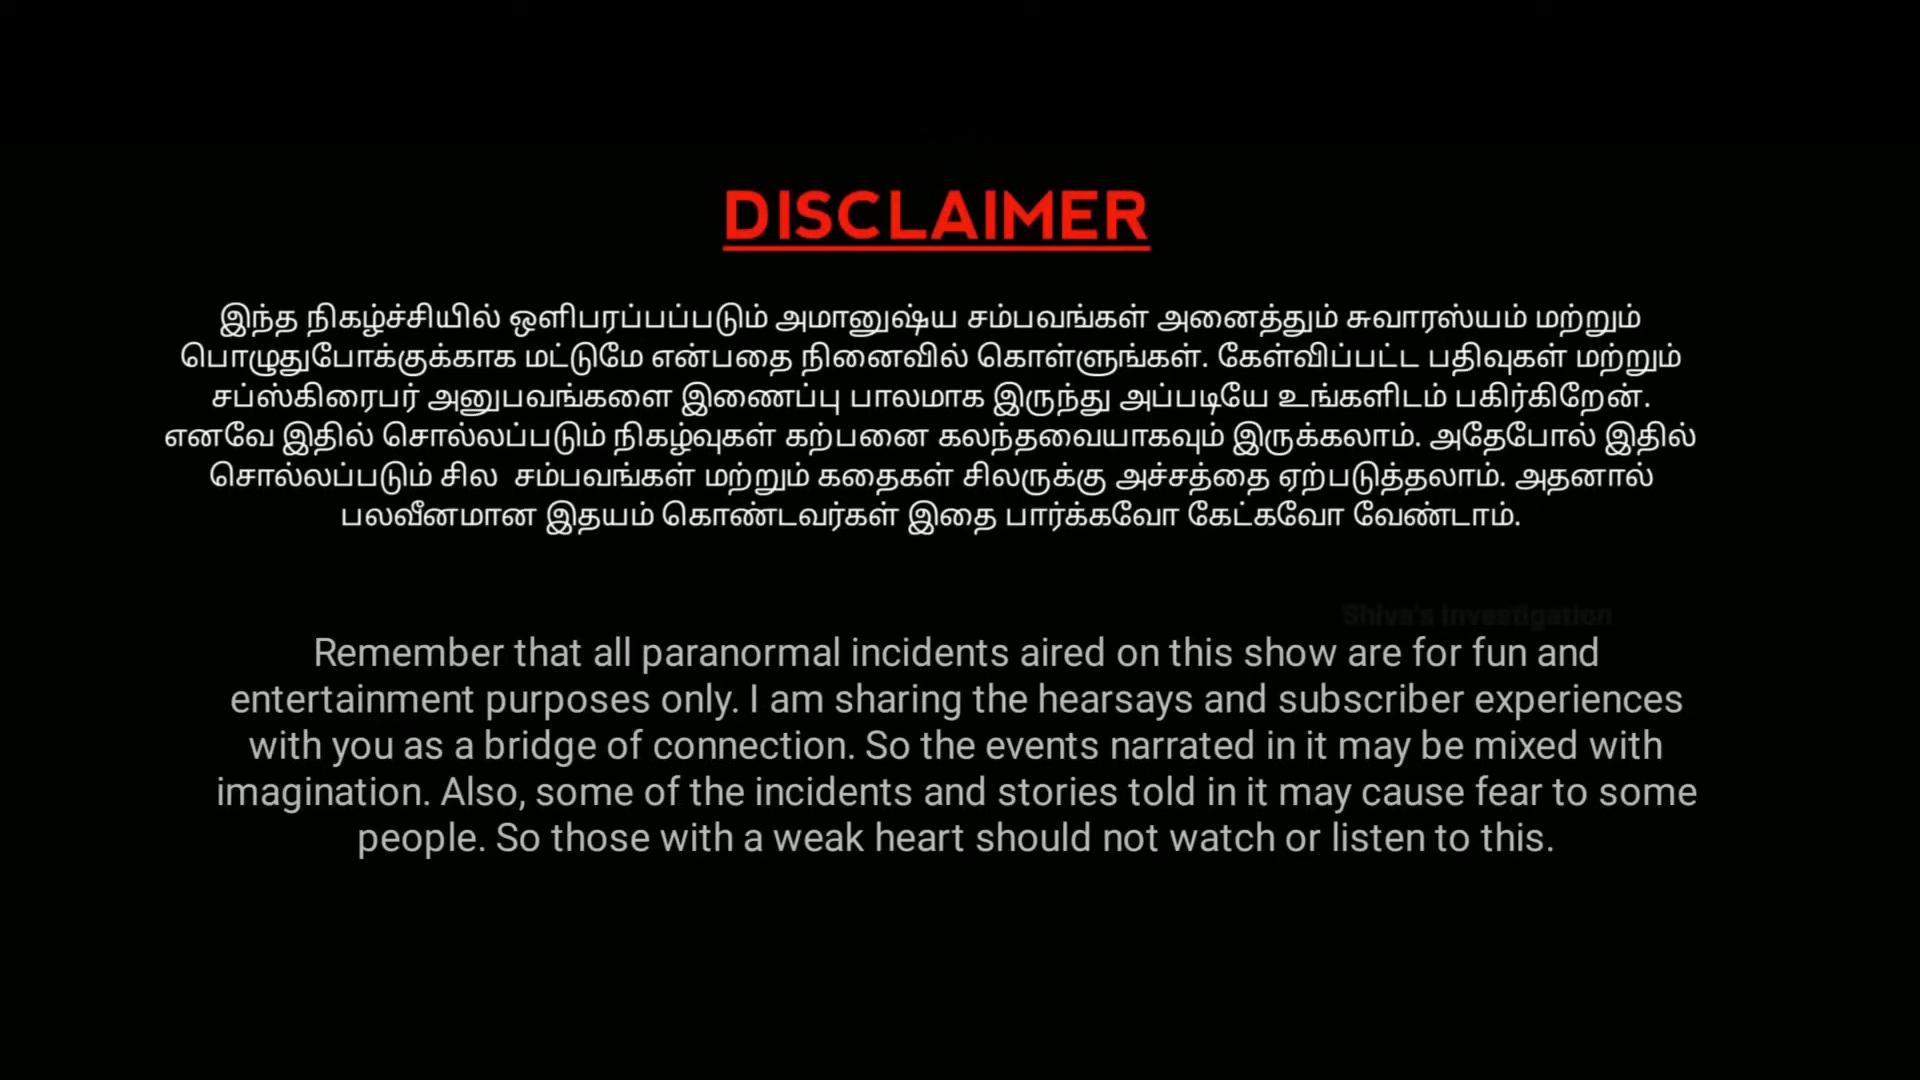 DISCLAIMER
இந்த நிகழ்ச்சியில் ஒளிபரப்பப்படும் அமானுஷ்ய சம்பவங்கள் அனைத்தும் சுவாரஸ்யம் மற்றும்
பொழுதுபோக்குக்காக மட்டுமே என்பதை நினைவில் கொள்ளுங்கள். கேள்விப்பட்ட பதிவுகள் மற்றும்
சப்ஸ்கிரைபர் அனுபவங்களை இணைப்பு பாலமாக இருந்து அப்படியே உங்களிடம் பகிர்கிறேன்.
எனவே இதில் சொல்லப்படும் நிகழ்வுகள் கற்பனை கலந்தவையாகவும் இருக்கலாம். அதேபோல் இதில்
சொல்லப்படும் சில சம்பவங்கள் மற்றும் கதைகள் சிலருக்கு அச்சத்தை ஏற்படுத்தலாம். அதனால்
பலவீனமான இதயம் கொண்டவர்கள் இதை பார்க்கவோ கேட்கவோ வேண்டாம்.
Shiva's Investigation
Remember that all paranormal incidents aired on this show are for fun and
entertainment purposes only. I am sharing the hearsays and subscriber experiences
with you as a bridge of connection. So the events narrated in it may be mixed with
imagination. Also, some of the incidents and stories told in it may cause fear to some
people. So those with a weak heart should not watch or listen to this.